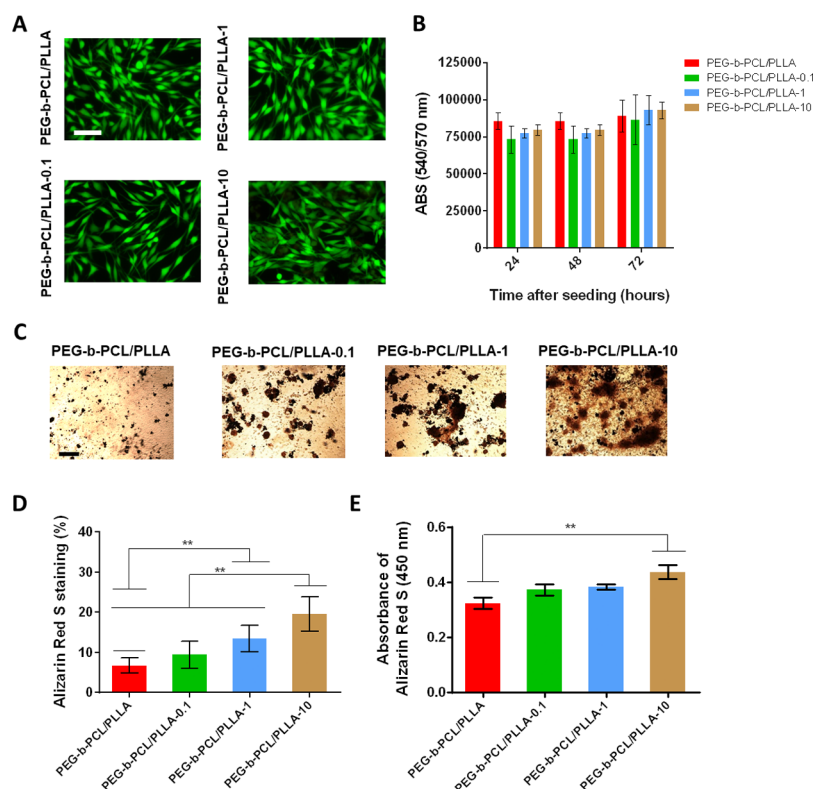 A
PEG-b-PCL/PLLA
PEG-b-PCL/PLLA-1
PEG-b-PCL/PLLA-0.1
PEG-b-PCL/PLLA-10
B
125000
100000
75000
50000
25000
0
ABS (540/570 nm)
24
48
72
Time after seeding (hours)
PEG-b-PCL/PLLA
PEG-b-PCL/PLLA-0.1
PEG-b-PCL/PLLA-1
PEG-b-PCL/PLLA-10
C
PEG-b-PCL/PLLA
PEG-b-PCL/PLLA-0.1
PEG-b-PCL/PLLA-1
PEG-b-PCL/PLLA-10
D
Alizarin Red S staining (%)
40
30
20
10
0
**
**
PEG-b-PCL/PLLA
PEG-b-PCL/PLLA-0.1
PEG-b-PCL/PLLA-1
PEG-b-PCL/PLLA-10
E
Absorbance of
Alizarin Red S (450 nm)
0.6
0.4
0.2
0.0
**
PEG-b-PCL/PLLA
PEG-b-PCL/PLLA-0.1
PEG-b-PCL/PLLA-1
PEG-b-PCL/PLLA-10